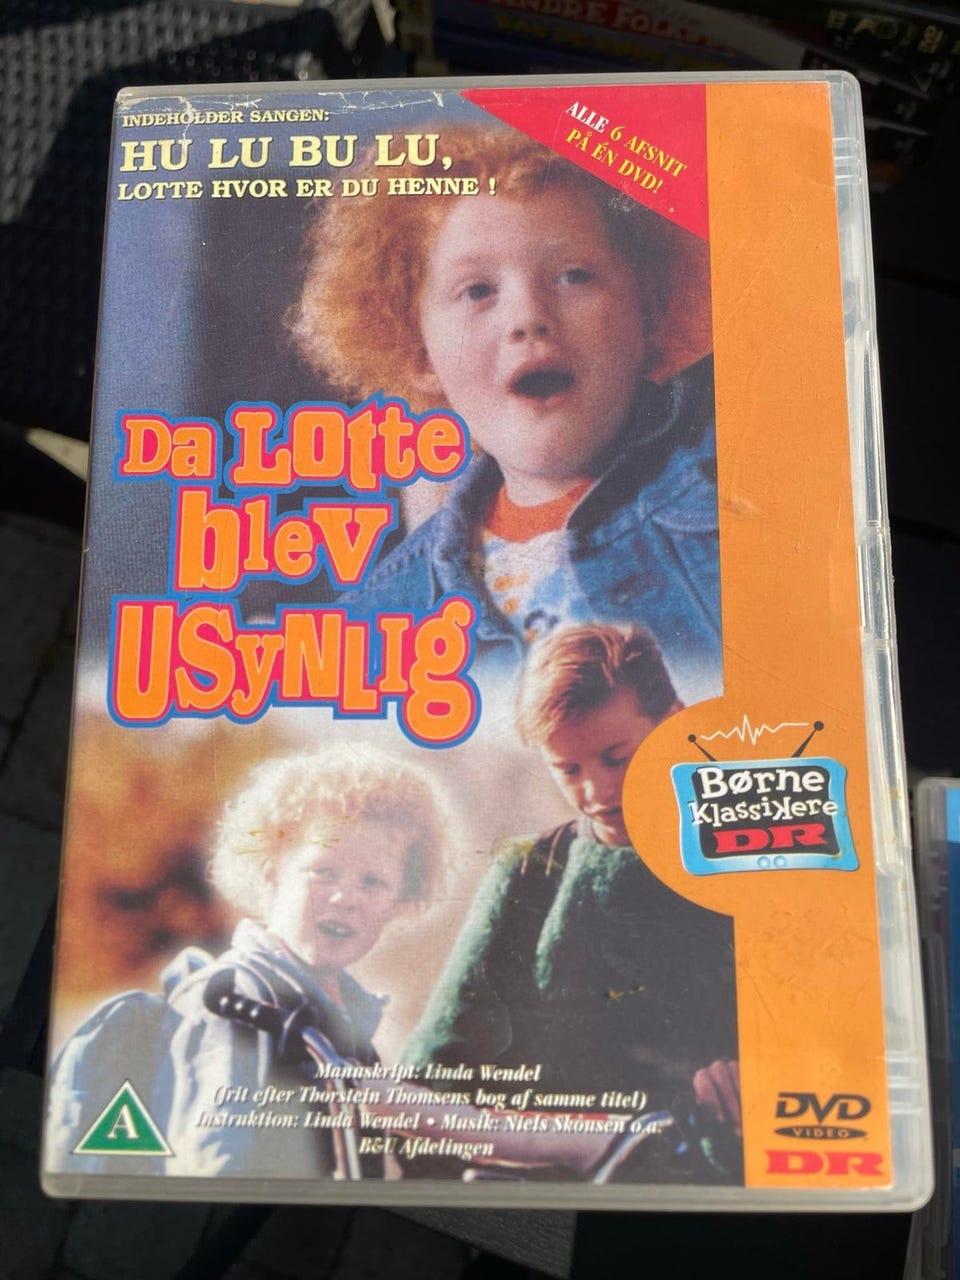 ANDRE FOLKS
INDEHOLDER SANGEN:
HU LU BU LU,
LOTTE HVOR ER DU HENNE !
ALLE 6 AFSNIT
PÅ ÉN DVD!
Da Lotte
blev
USYNLIG
Børne
Klassikere
DR
Manuskript: Linda Wendel
(frit efter Thorstein Thomsens bog af samme titel)
Instruktion: Linda Wendel • Musik: Niels Skousen o.a.
B&U Afdelingen
A
DVD
VIDEO
DR